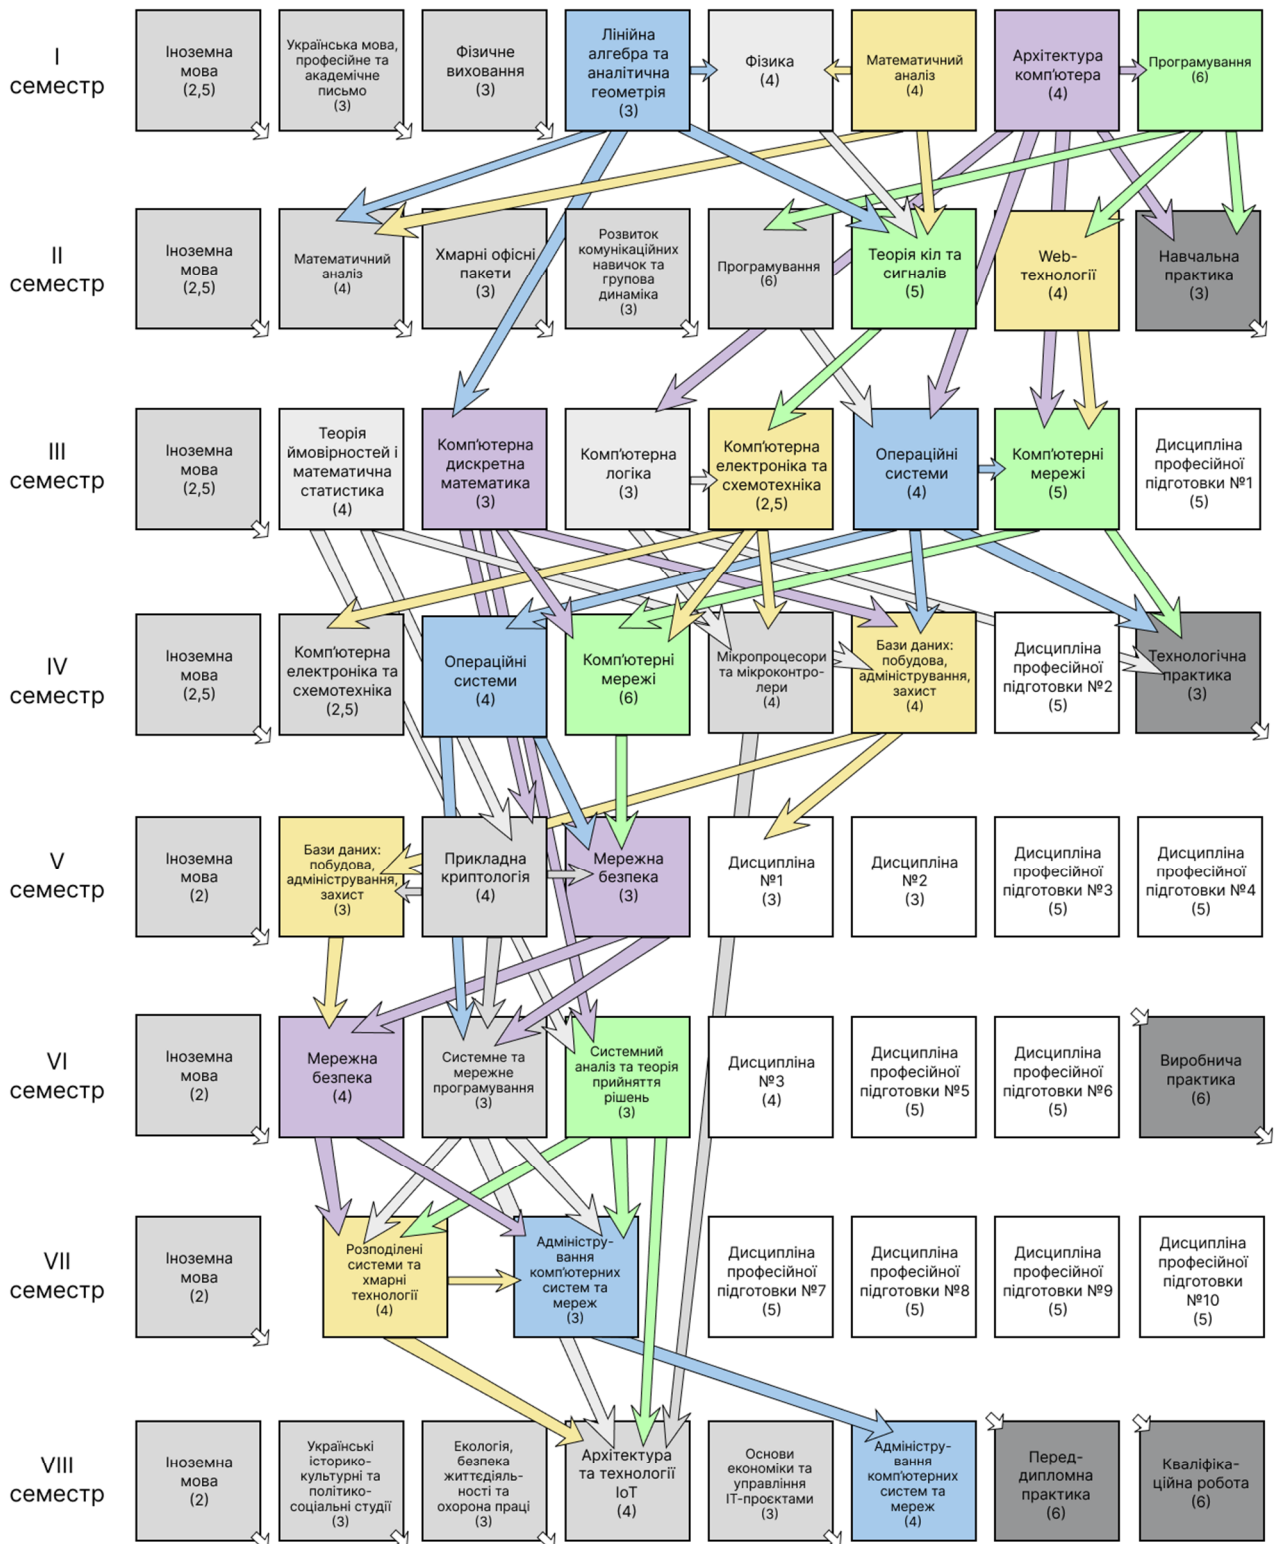 I
семестр
Іноземна
мова
(2,5)
Українська мова,
професійне та
академічне
письмо
(3)
Фізичне
виховання
(3)
Лінійна
алгебра та
аналітична
геометрія
(3)
Фізика
(4)
Математичний
аналіз
(4)
Архітектура
комп'ютера
(4)
Програмування
(6)
II
семестр
Іноземна
мова
(2,5)
Математичний
аналіз
(4)
Хмарні офісні
пакети
(3)
Розвиток
комунікаційних
навичок та
групова
динаміка
(3)
Програмування
(6)
Теорія кіл та
сигналів
(5)
Web-
технології
(4)
Навчальна
практика
(3)
III
семестр
Іноземна
мова
(2,5)
Теорія
ймовірностей і
математична
статистика
(4)
Комп'ютерна
дискретна
математика
(3)
Комп'ютерна
логіка
(3)
Комп'ютерна
електроніка та
схемотехніка
(2,5)
Операційні
системи
(4)
Комп'ютерні
мережі
(5)
Дисципліна
професійної
підготовки №1
(5)
IV
семестр
Іноземна
мова
(2,5)
Комп'ютерна
електроніка та
схемотехніка
(2,5)
Операційні
системи
(4)
Комп'ютерні
мережі
(6)
Мікропроцесори
та мікроконтро-
лери
(4)
Бази даних:
побудова,
адміністрування,
захист
(4)
Дисципліна
професійної
підготовки №2
(5)
Технологічна
практика
(3)
V
семестр
Іноземна
мова
(2)
Бази даних:
побудова,
адміністрування,
захист
(3)
Прикладна
криптологія
(4)
Мережна
безпека
(3)
Дисципліна
№1
(3)
Дисципліна
№2
(3)
Дисципліна
професійної
підготовки №3
(5)
Дисципліна
професійної
підготовки №4
(5)
VI
семестр
Іноземна
мова
(2)
Мережна
безпека
(4)
Системне та
мережне
програмування
(3)
Системний
аналіз та теорія
прийняття
рішень
(3)
Дисципліна
№3
(4)
Дисципліна
професійної
підготовки №5
(5)
Дисципліна
професійної
підготовки №6
(5)
Виробнича
практика
(6)
VII
семестр
Іноземна
мова
(2)
Розподілені
системи та
хмарні
технології
(4)
Адміністру-
вання
комп'ютерних
систем та
мереж
(3)
Дисципліна
професійної
підготовки №7
(5)
Дисципліна
професійної
підготовки №8
(5)
Дисципліна
професійної
підготовки №9
(5)
Дисципліна
професійної
підготовки
№10
(5)
VIII
семестр
Іноземна
мова
(2)
Українські
історико-
культурні та
політико-
соціальні студії
(3)
Екологія,
безпека
життєдіяль-
ності та
охорона праці
(3)
Архітектура
та технології
IoT
(4)
Основи
економіки та
управління
ІТ-проєктами
(3)
Адміністру-
вання
комп'ютерних
систем та
мереж
(4)
Перед-
дипломна
практика
(6)
Кваліфіка-
ційна робота
(6)